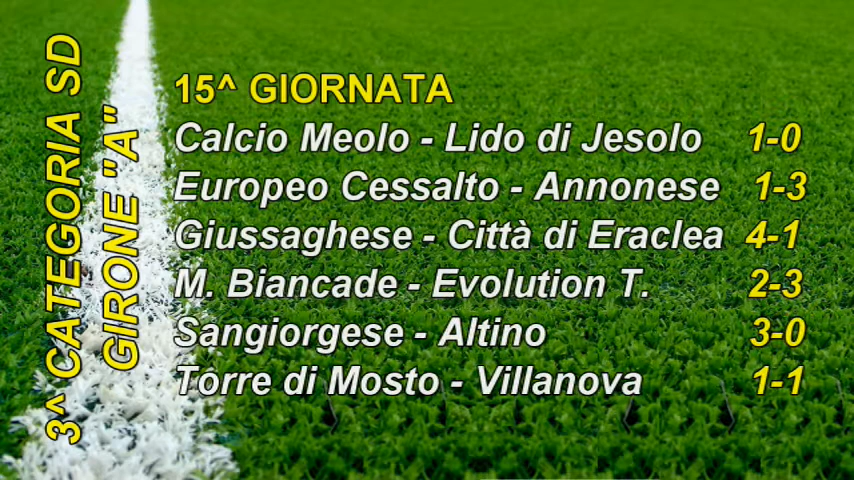 3^ CATEGORIA SD
GIRONE "A"
15^ GIORNATA
Calcio Meolo - Lido di Jesolo 1-0
Europeo Cessalto - Annonese 1-3
Giussaghese - Città di Eraclea 4-1
M. Biancade - Evolution T. 2-3
Sangiorgese - Altino 3-0
Torre di Mosto - Villanova 1-1